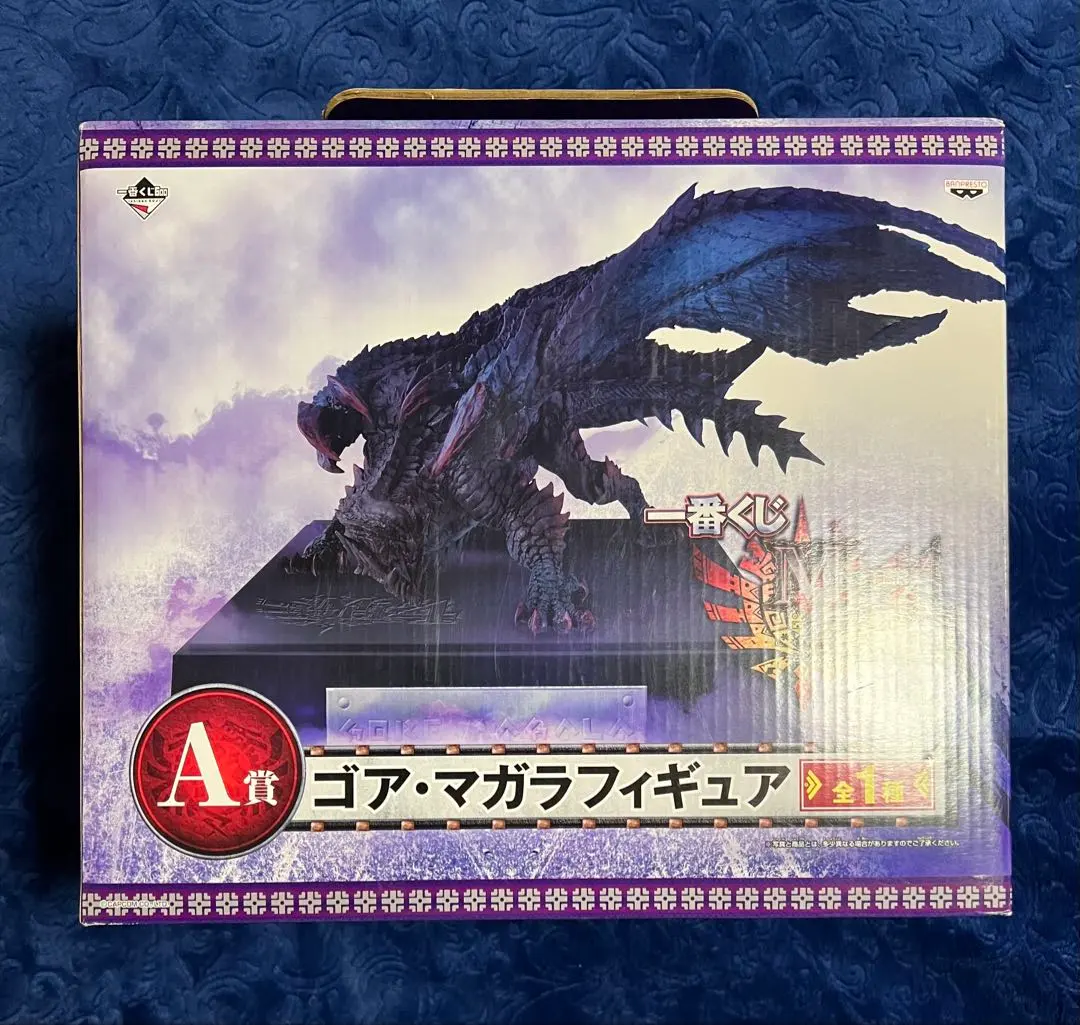 一番くじ
BANPRESTO
一番くじ
A賞
ゴア・マガラフィギュア
全1種
※写真と商品とは、多少異なる場合がありますのでご了承ください。
©CAPCOM CO., LTD.